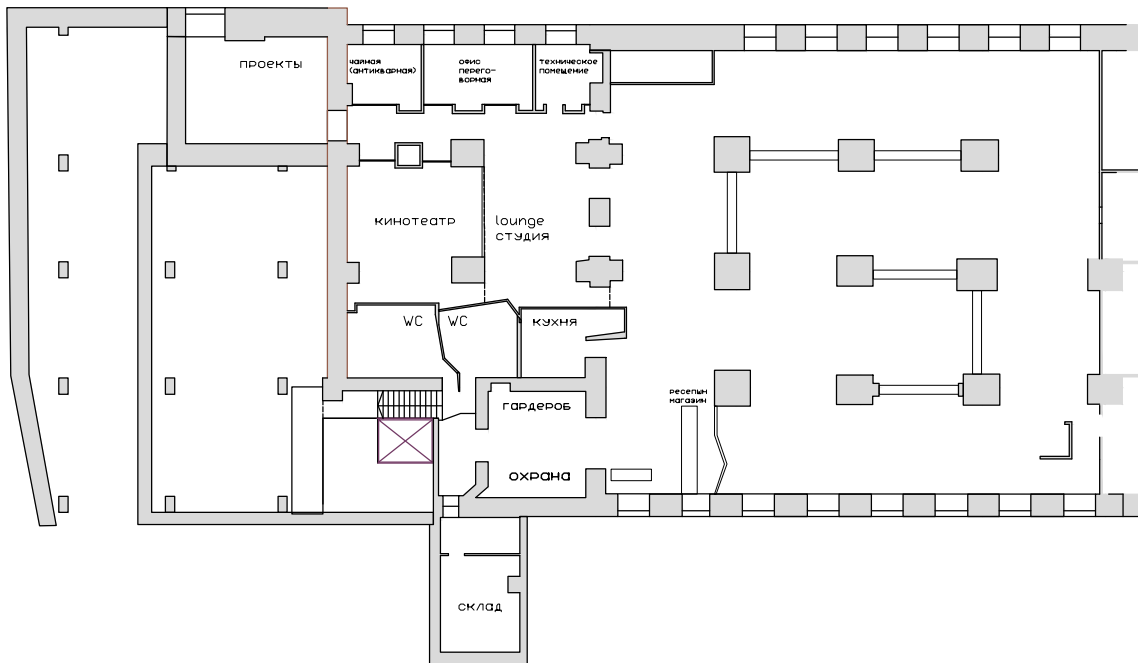 ПРОЕКТЫ
ЧАЙНАЯ
(АНТИКВАРНАЯ)
ОФИС
ПЕРЕГО-
ВОРНАЯ
ТЕХНИЧЕСКОЕ
ПОМЕЩЕНИЕ
КИНОТЕАТР
lounge
СТУДИЯ
WC
WC
КУХНЯ
ГАРДЕРОБ
РЕСЕПШН
МАГАЗИН
ОХРАНА
СКЛАД